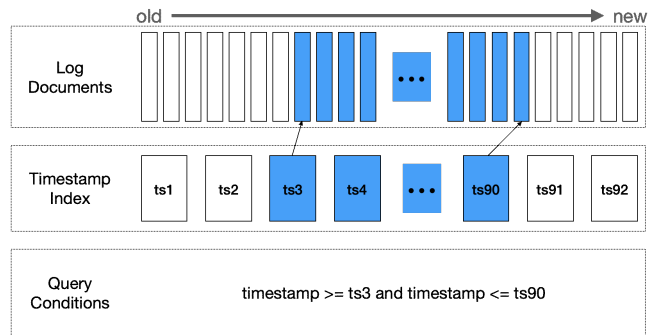 old new
Log
Documents
•••
Timestamp
Index
ts1 ts2 ts3 ts4 ••• ts90 ts91 ts92
Query
Conditions
timestamp >= ts3 and timestamp <= ts90